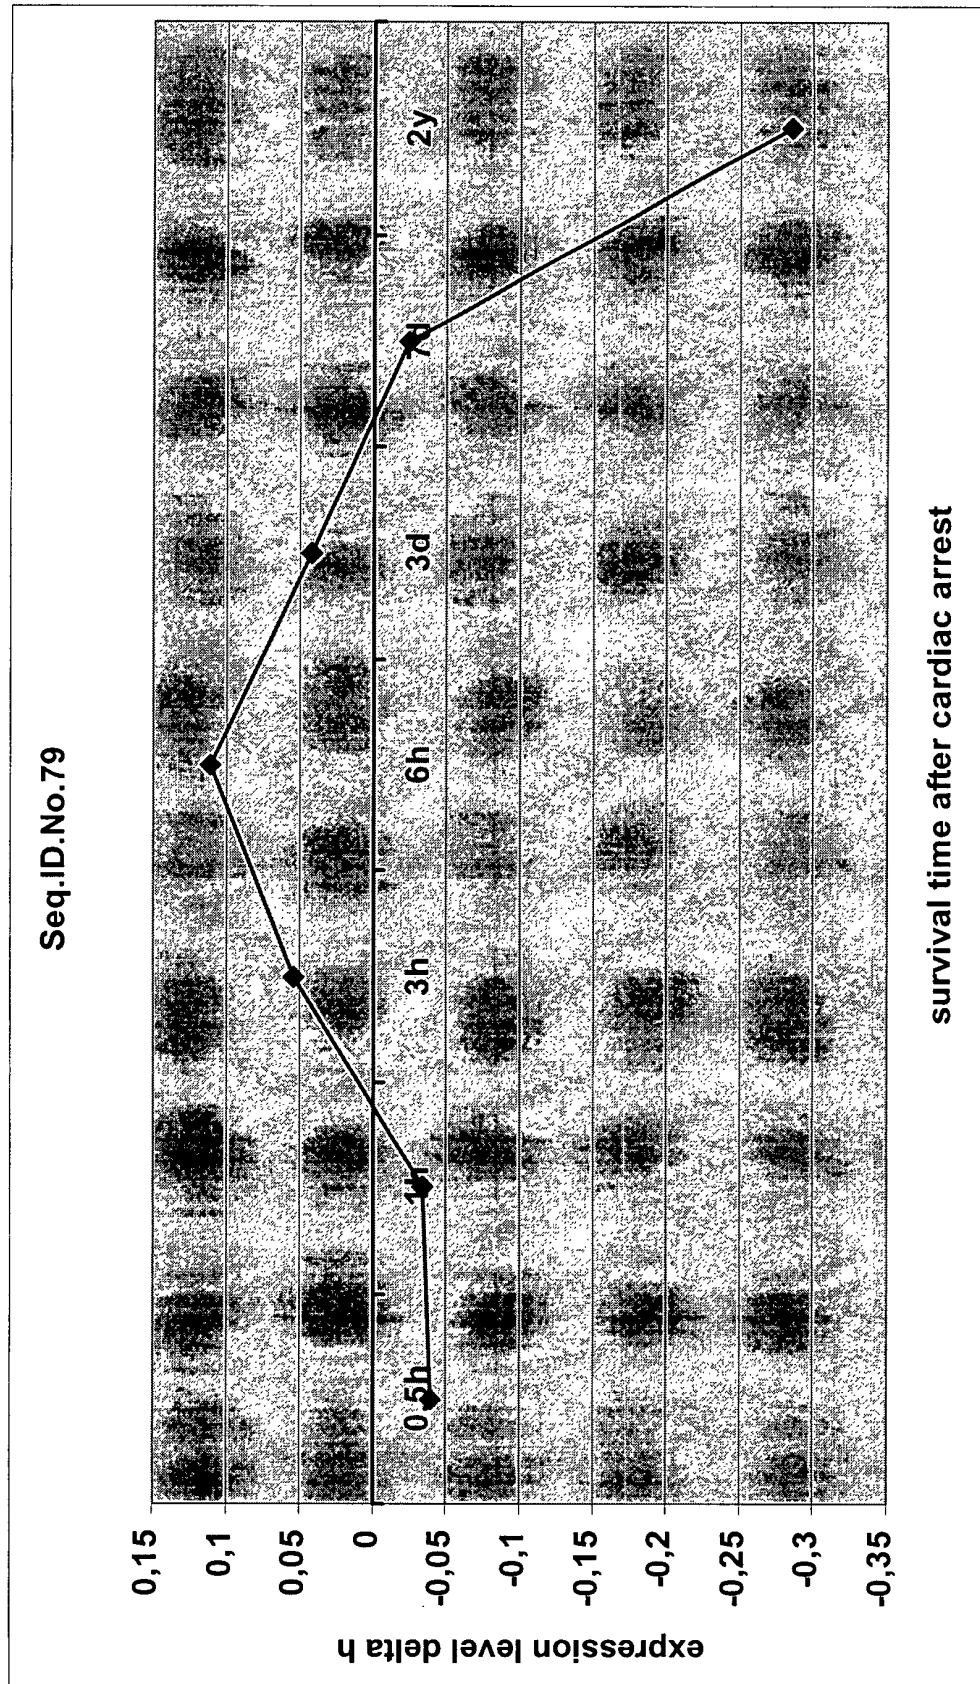 Seq.ID.No.79
0,15
0,1
0,05
0
-0,05
-0,1
-0,15
-0,2
-0,25
-0,3
-0,35
expression level delta h
0,5h
1h
3h
6h
3d
7d
2y
survival time after cardiac arrest